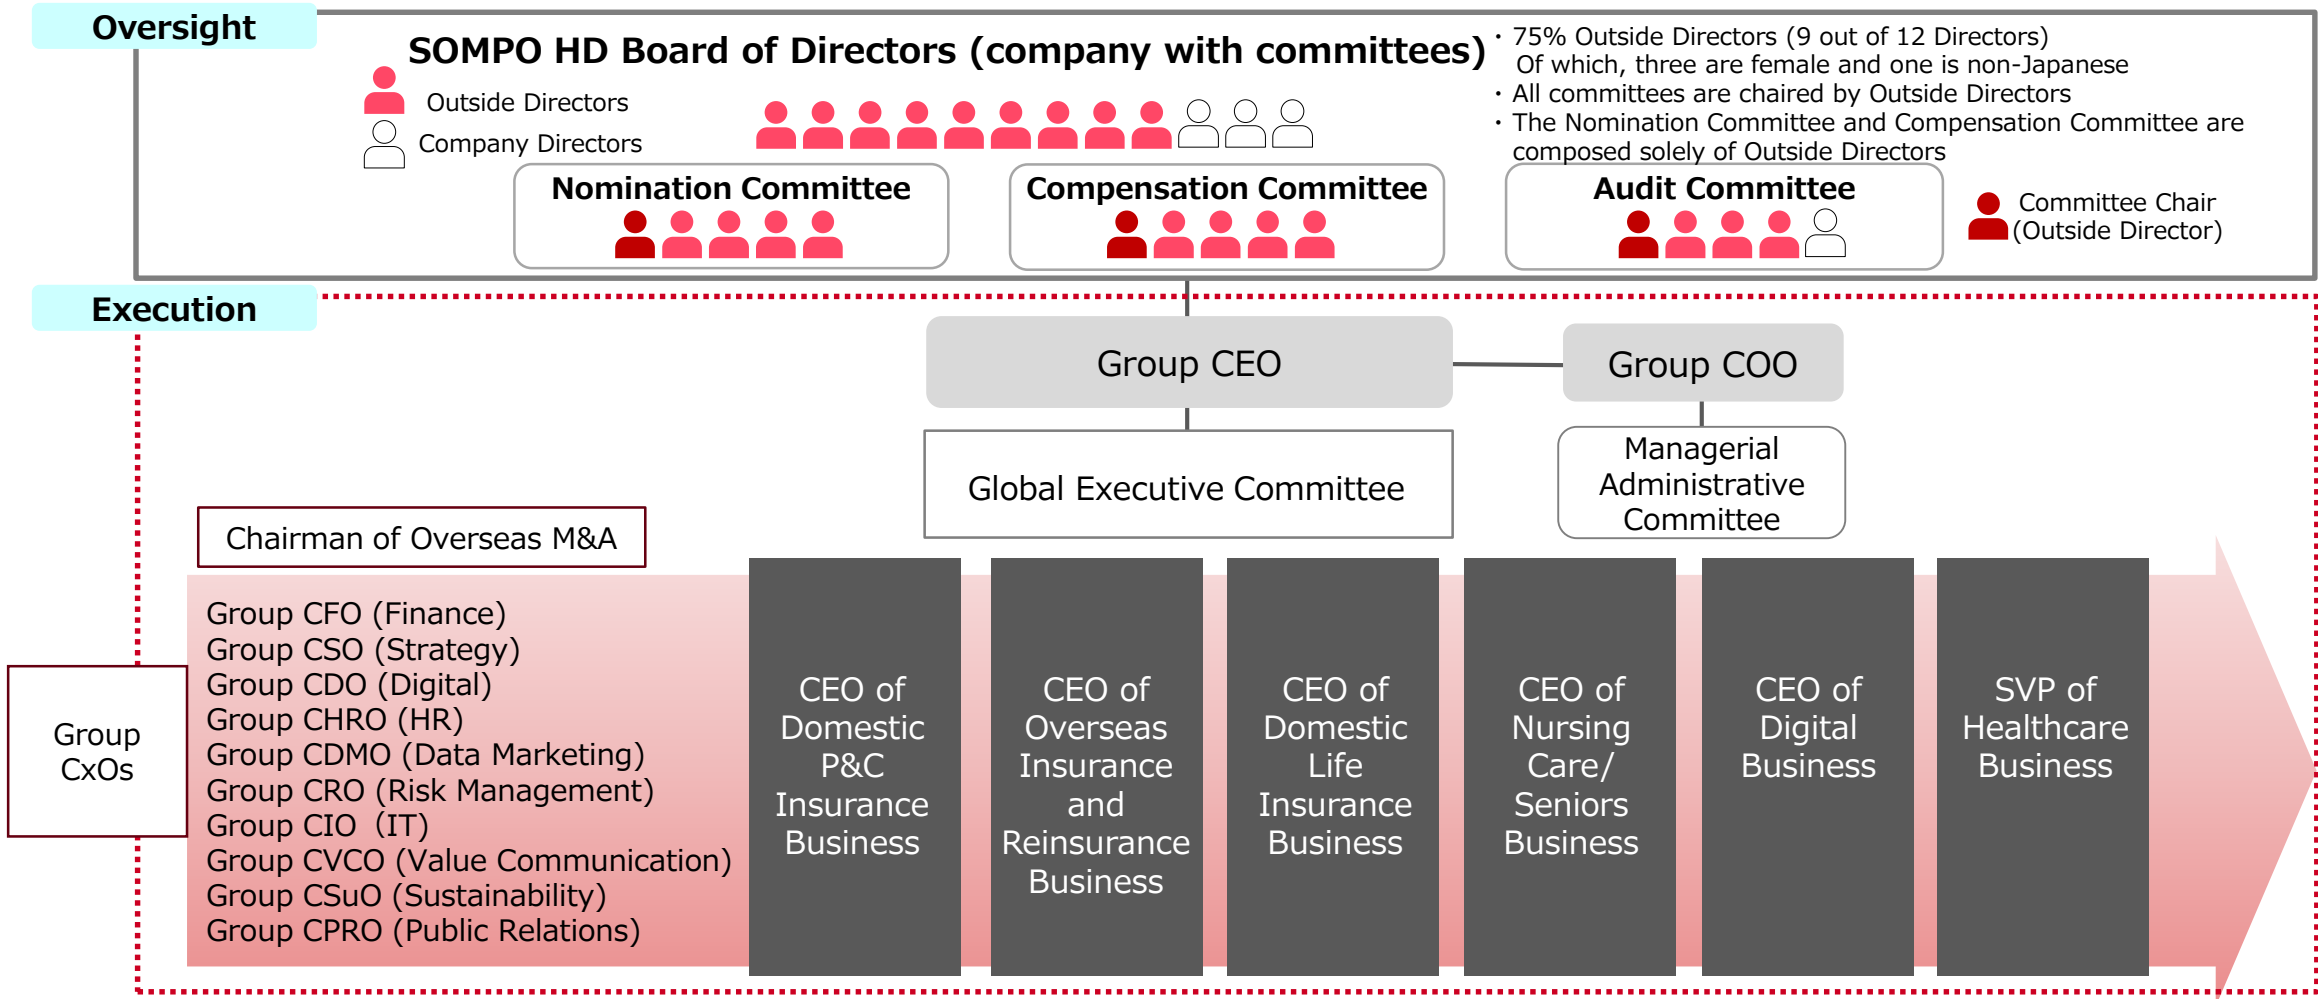 Oversight
SOMPO HD Board of Directors (company with committees)
・75% Outside Directors (9 out of 12 Directors)
Of which, three are female and one is non-Japanese
・All committees are chaired by Outside Directors
・The Nomination Committee and Compensation Committee are
composed solely of Outside Directors
Outside Directors
Company Directors
Nomination Committee
Compensation Committee
Audit Committee
Committee Chair
(Outside Director)
Execution
Group CEO
Group COO
Global Executive Committee
Managerial
Administrative
Committee
Chairman of Overseas M&A
Group
CxOs
Group CFO (Finance)
Group CSO (Strategy)
Group CDO (Digital)
Group CHRO (HR)
Group CDMO (Data Marketing)
Group CRO (Risk Management)
Group CIO (IT)
Group CVCO (Value Communication)
Group CSuO (Sustainability)
Group CPRO (Public Relations)
CEO of
Domestic
P&C
Insurance
Business
CEO of
Overseas
Insurance
and
Reinsurance
Business
CEO of
Domestic
Life
Insurance
Business
CEO of
Nursing
Care/
Seniors
Business
CEO of
Digital
Business
SVP of
Healthcare
Business